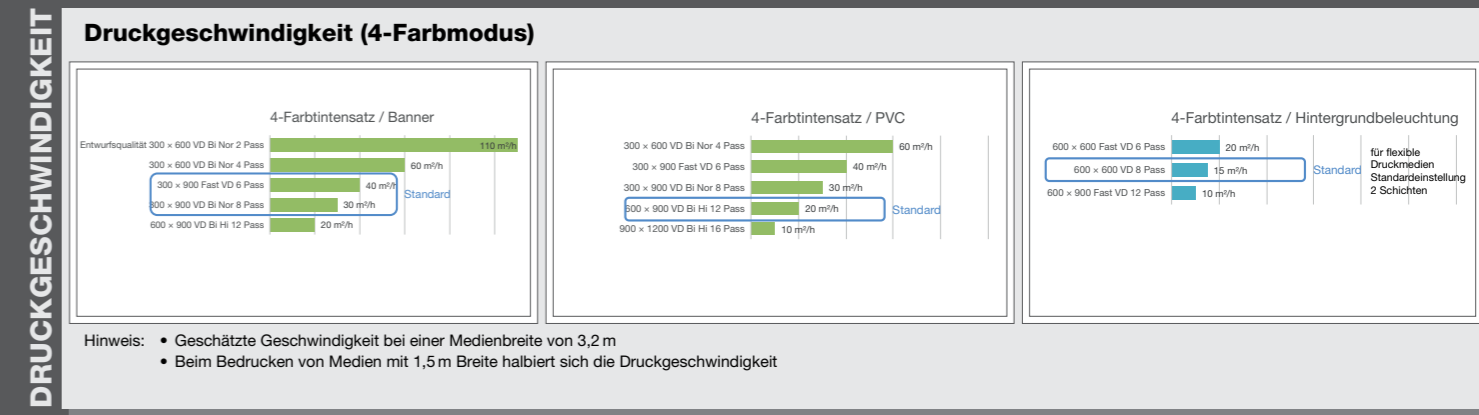 DRUCKGESCHWINDIGKEIT
Druckgeschwindigkeit (4-Farbmodus)
4-Farbtintensatz / Banner
Entwurfsqualität 300 × 600 VD Bi Nor 2 Pass 110 m²/h
300 × 600 VD Bi Nor 4 Pass 60 m²/h
300 × 900 Fast VD 6 Pass 40 m²/h
300 × 900 VD Bi Nor 8 Pass 30 m²/h
Standard
600 × 900 VD Bi Hi 12 Pass 20 m²/h
4-Farbtintensatz / PVC
300 × 600 VD Bi Nor 4 Pass 60 m²/h
300 × 900 Fast VD 6 Pass 40 m²/h
300 × 900 VD Bi Nor 8 Pass 30 m²/h
600 × 900 VD Bi Hi 12 Pass 20 m²/h Standard
900 × 1200 VD Bi Hi 16 Pass 10 m²/h
4-Farbtintensatz / Hintergrundbeleuchtung
600 × 600 Fast VD 6 Pass 20 m²/h
600 × 600 VD 8 Pass 15 m²/h Standard
600 × 900 Fast VD 12 Pass 10 m²/h
für flexible
Druckmedien
Standardeinstellung
2 Schichten
Hinweis: • Geschätzte Geschwindigkeit bei einer Medienbreite von 3,2 m
• Beim Bedrucken von Medien mit 1,5 m Breite halbiert sich die Druckgeschwindigkeit